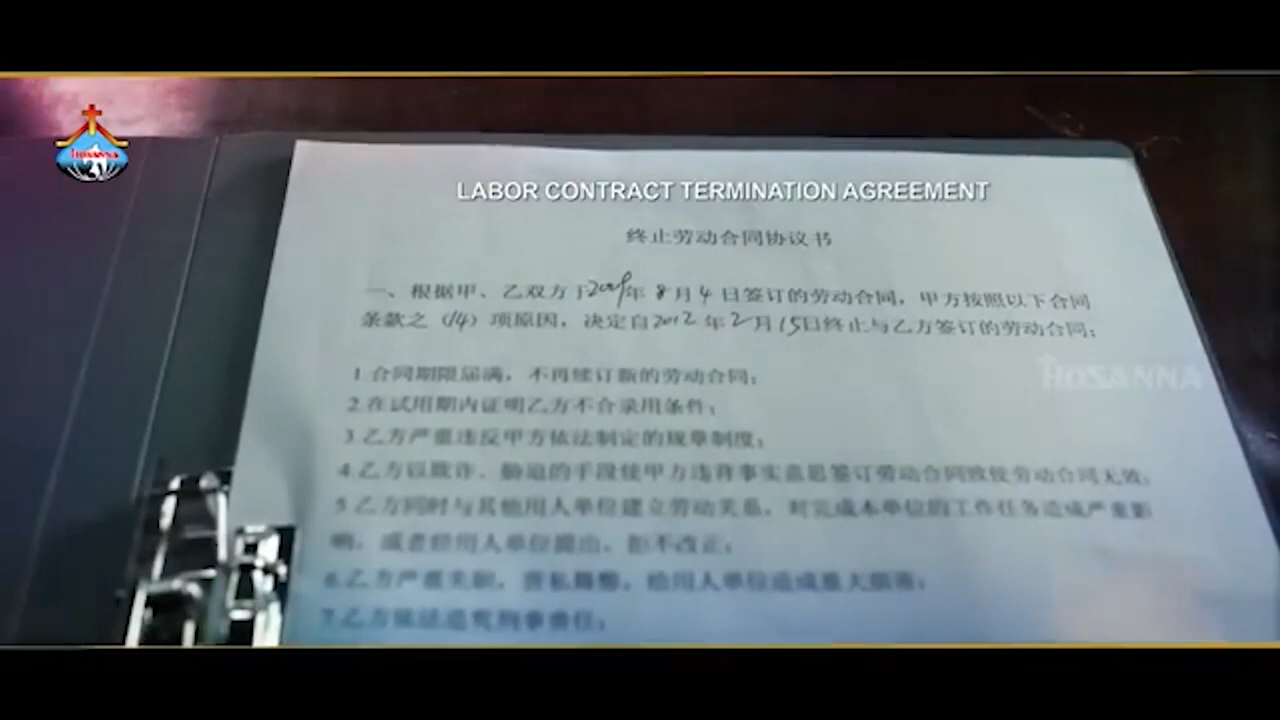 HOSANNA
LABOR CONTRACT TERMINATION AGREEMENT
终止劳动合同协议书
一、根据甲、乙双方于2009年8月4日签订的劳动合同，甲方按照以下合同
条款之（14）项原因，决定自2012年2月15日终止与乙方签订的劳动合同：
HOSANNA
1.合同期限届满，不再续订新的劳动合同；
2.在试用期内证明乙方不合录用条件；
3.乙方严重违反甲方依法制定的规章制度；
4.乙方以欺诈、胁迫的手段使甲方违背真实意思签订劳动合同致使劳动合同无效；
5.乙方同时与其他用人单位建立劳动关系，对完成本单位的工作任务造成严重影
响，或者经用人单位提出，拒不改正；
6.乙方严重失职，营私舞弊，给用人单位造成重大损害；
7.乙方被依法追究刑事责任；